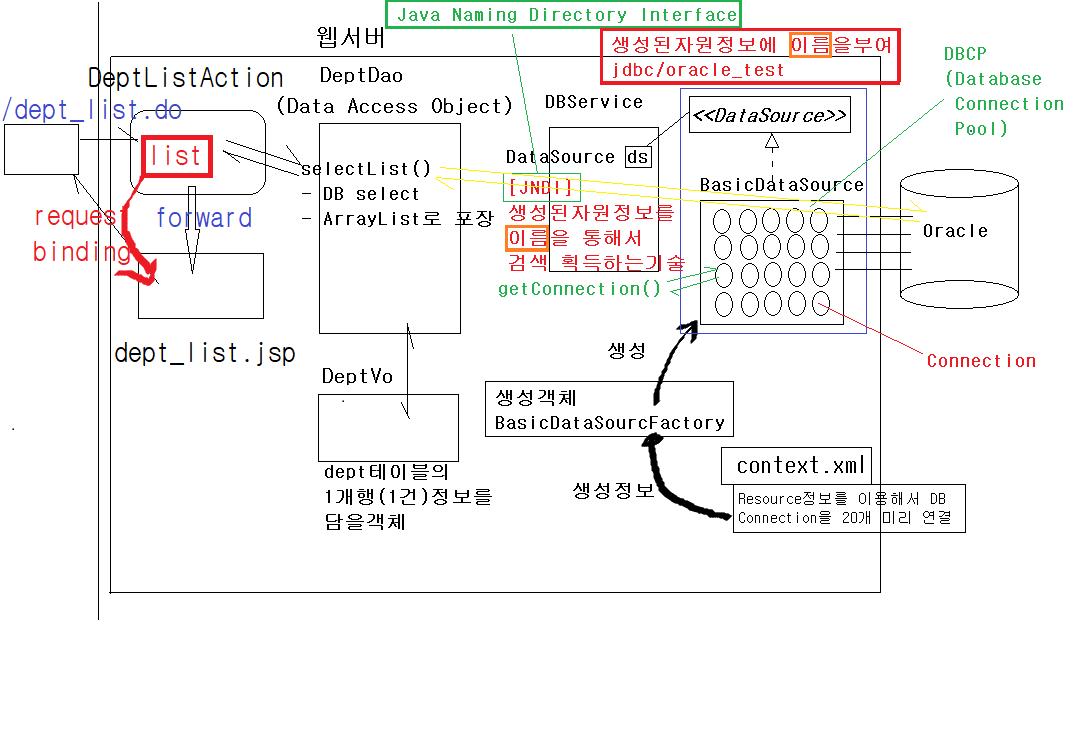 Java Naming Directory Interface
웹서버
생성된자원정보에 이름을부여
jdbc/oracle_test
DBCP
(Database
Connection
Pool)
DeptListAction
DeptDao
(Data Access Object)
DBService
<<DataSource>>
/dept_list.do
list
selectList()
- DB select
- ArrayList로 포장
DataSource ds
[JNDI]
생성된자원정보를
이름을 통해서
검색 획득하는기술
getConnection()
BasicDataSource
Oracle
request
binding
forward
dept_list.jsp
Connection
생성
DeptVo
생성객체
BasicDataSourcFactory
dept테이블의
1개행(1건)정보를
담을객체
생성정보
context.xml
Resource정보를 이용해서 DB
Connection을 20개 미리 연결